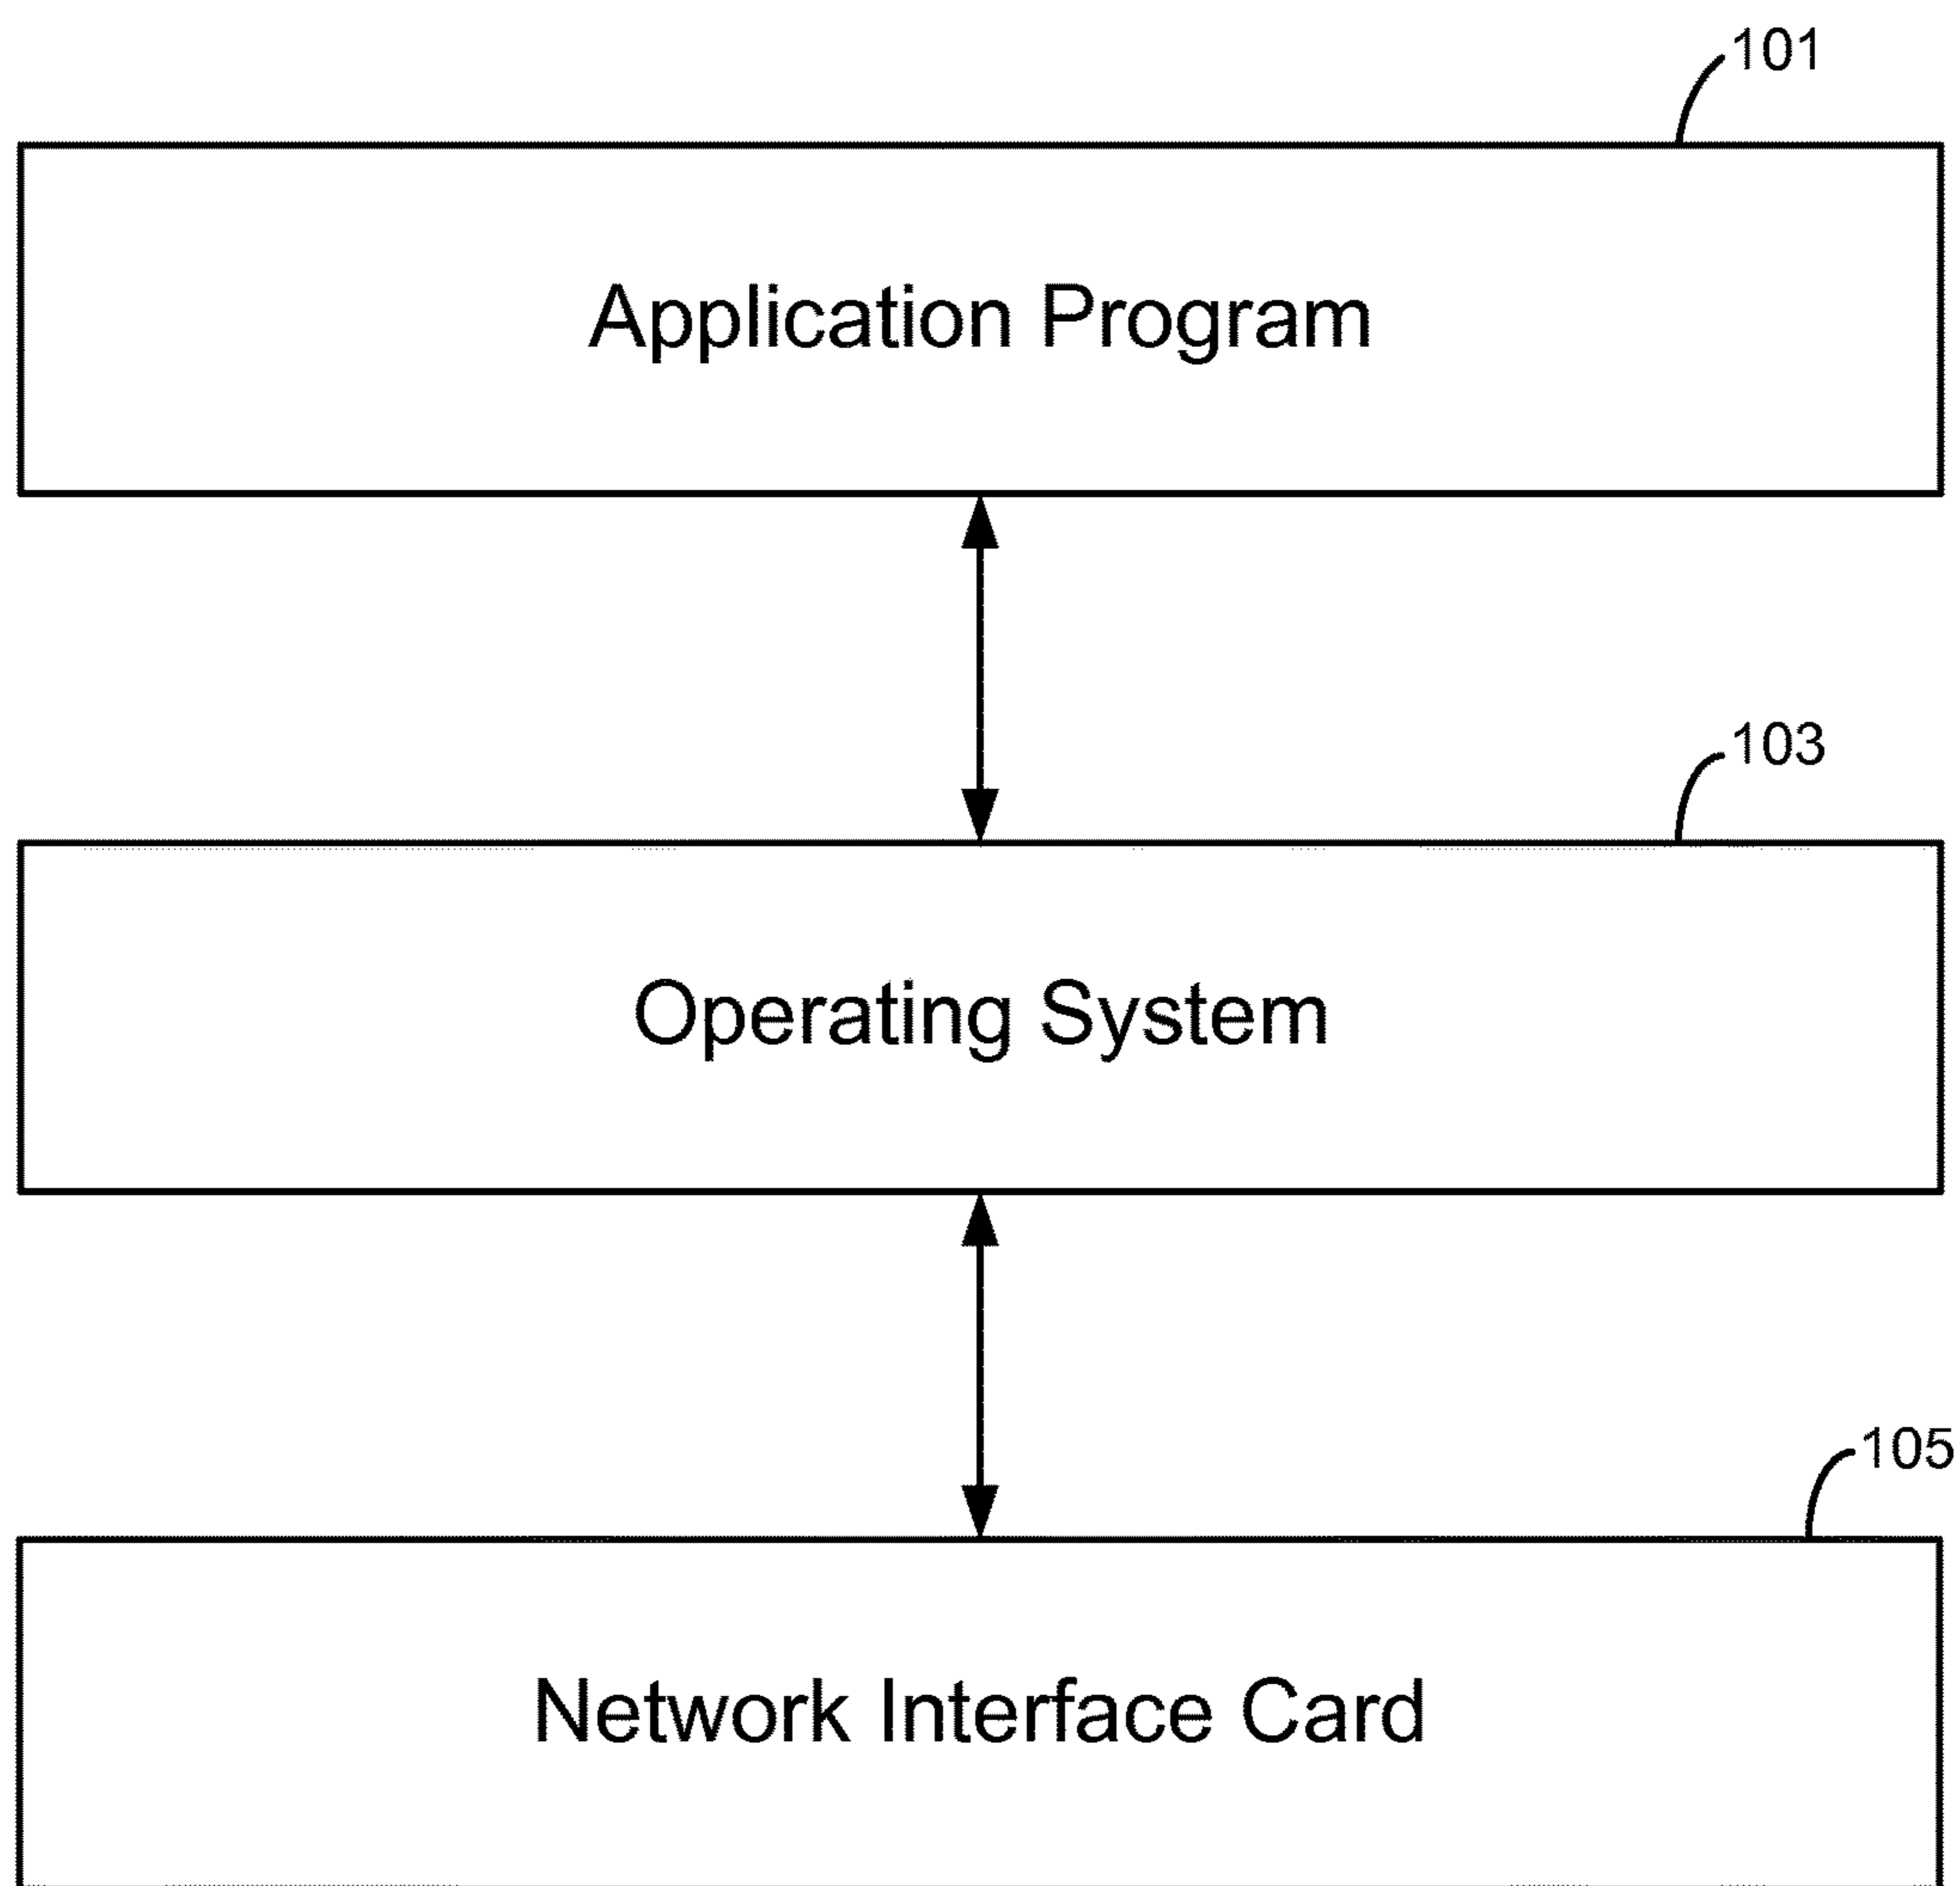 101
Application Program
103
Operating System
105
Network Interface Card